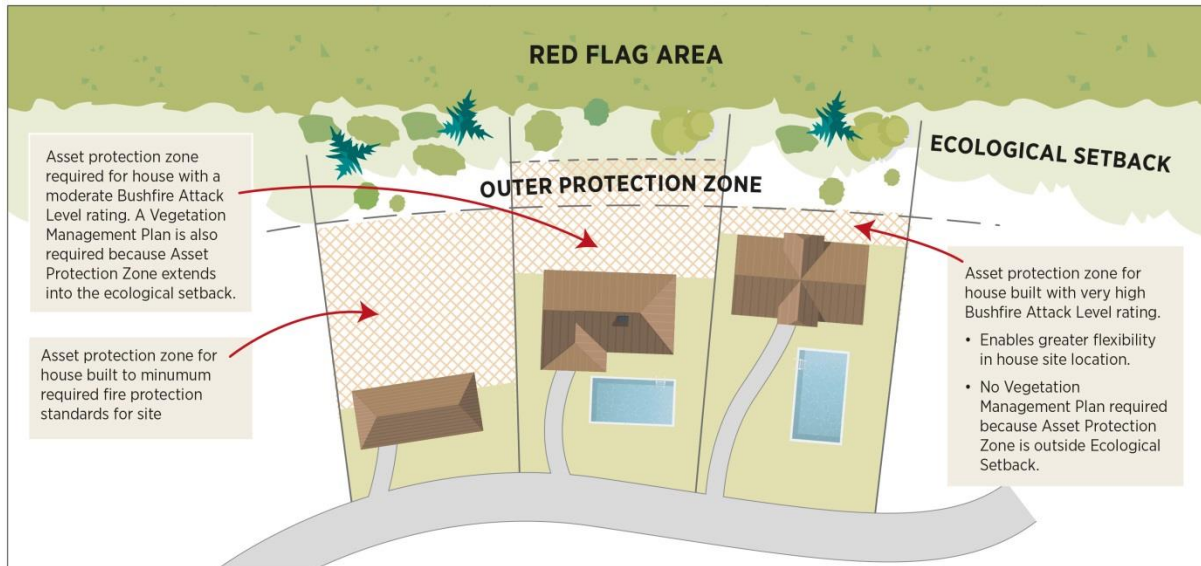 RED FLAG AREA
ECOLOGICAL SETBACK
OUTER PROTECTION ZONE
Asset protection zone
required for house with a
moderate Bushfire Attack
Level rating. A Vegetation
Management Plan is also
required because Asset
Protection Zone extends
into the ecological setback.
Asset protection zone for
house built to minumum
required fire protection
standards for site
Asset protection zone for
house built with very high
Bushfire Attack Level rating.
• Enables greater flexibility
in house site location.
• No Vegetation
Management Plan required
because Asset Protection
Zone is outside Ecological
Setback.